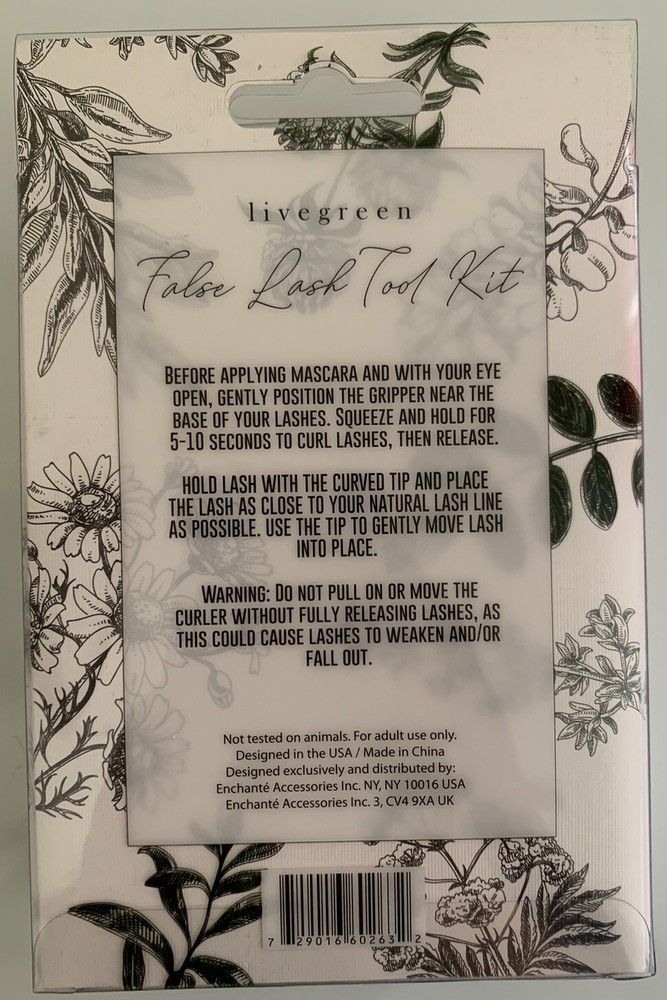 livegreen
False Lash Tool Kit
BEFORE APPLYING MASCARA AND WITH YOUR EYE
OPEN, GENTLY POSITION THE GRIPPER NEAR THE
BASE OF YOUR LASHES. SQUEEZE AND HOLD FOR
5-10 SECONDS TO CURL LASHES, THEN RELEASE.
HOLD LASH WITH THE CURVED TIP AND PLACE
THE LASH AS CLOSE TO YOUR NATURAL LASH LINE
AS POSSIBLE. USE THE TIP TO GENTLY MOVE LASH
INTO PLACE.
WARNING: DO NOT PULL ON OR MOVE THE
CURLER WITHOUT FULLY RELEASING LASHES, AS
THIS COULD CAUSE LASHES TO WEAKEN AND/OR
FALL OUT.
Not tested on animals. For adult use only.
Designed in the USA / Made in China
Designed exclusively and distributed by:
Enchanté Accessories Inc. NY, NY 10016 USA
Enchanté Accessories Inc. 3, CV4 9XA UK
7 29016 60263 2